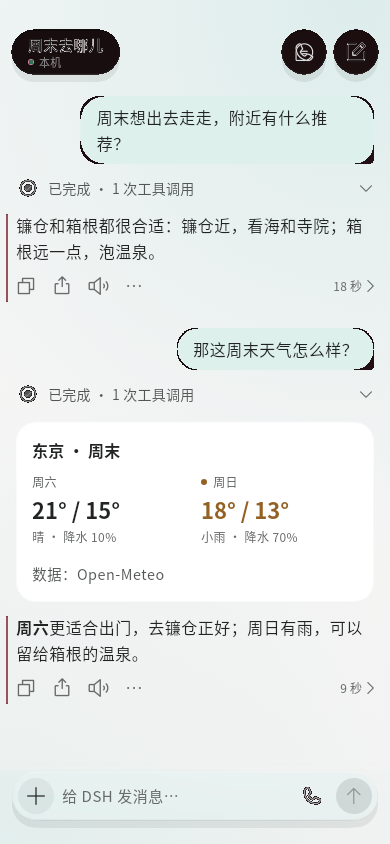 周末去哪儿
本机
周末想出去走走，附近有什么推
荐？
已完成 · 1 次工具调用
镰仓和箱根都很合适：镰仓近，看海和寺院；箱
根远一点，泡温泉。
18 秒
那这周末天气怎么样？
已完成 · 1 次工具调用
东京 · 周末
周六
周日
21° / 15°
18° / 13°
晴 · 降水 10%
小雨 · 降水 70%
数据：Open-Meteo
周六更适合出门，去镰仓正好；周日有雨，可以
留给箱根的温泉。
9 秒
给 DSH 发消息…